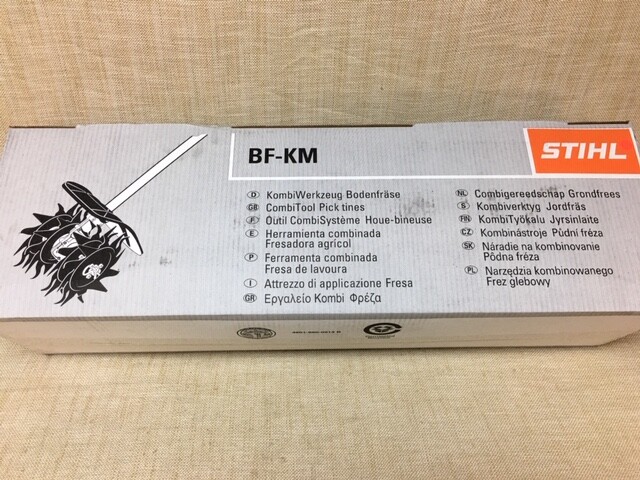 BF-KM
STIHL
D KombiWerkzeug Bodenfräse
GB CombiTool Pick tines
F Outil CombiSystème Houe-bineuse
E Herramienta combinada
Fresadora agrícol
P Ferramenta combinada
Fresa de lavoura
I Attrezzo di applicazione Fresa
GR Εργαλείο Kombi Φρέζα
NL Combigereedschap Grondfrees
S Kombiverktyg Jordfräs
FIN KombiTyökalu Jyrsinlaite
CZ Kombinástroje Půdní fréza
SK Náradie na kombinovanie
Pôdna fréza
PL Narzędzia kombinowanego
Frez glebowy